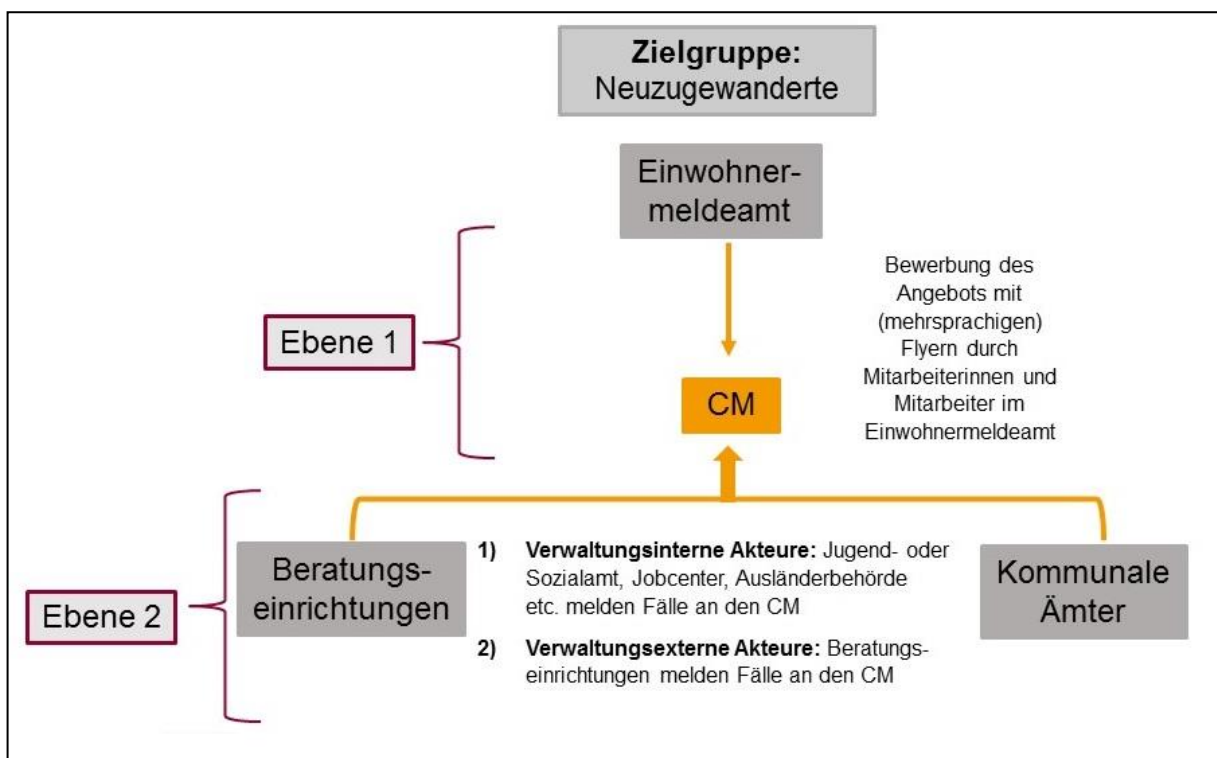 Zielgruppe:
Neuzugewanderte
Einwohner-
meldeamt
Bewerbung des
Angebots mit
(mehrsprachigen)
Flyern durch
Mitarbeiterinnen und
Mitarbeiter im
Einwohnermeldeamt
Ebene 1
CM
Ebene 2
Beratungs-
einrichtungen
1) Verwaltungsinterne Akteure: Jugend- oder
Sozialamt, Jobcenter, Ausländerbehörde
etc. melden Fälle an den CM
2) Verwaltungsexterne Akteure: Beratungs-
einrichtungen melden Fälle an den CM
Kommunale
Ämter